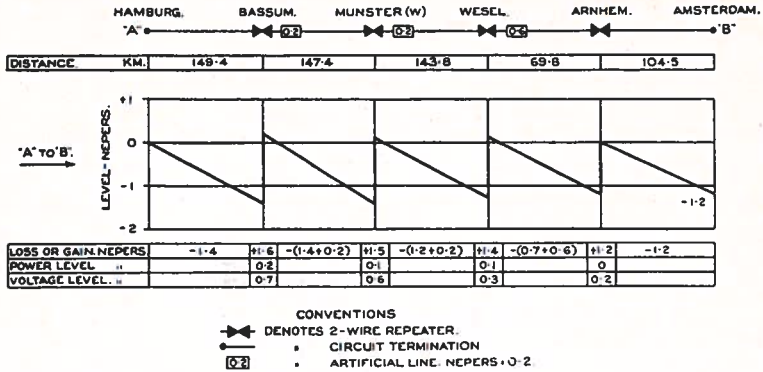 HAMBURG. BASSUM. MUNSTER (W) WESEL. ARNHEM. AMSTERDAM.
"A" 0·2 0·2 0·6 "B"
DISTANCE. KM. 149·4 147·4 143·8 69·8 104·5
"A" TO "B".
LEVEL- NEPERS.
+1
0
-1
-2
-1·2
LOSS OR GAIN. NEPERS -1·4 +1·6 -(1·4+0·2) +1·5 -(1·2+0·2) +1·4 -(0·7+0·6) +1·2 -1·2
POWER LEVEL " 0·2 0·1 0·1 0
VOLTAGE LEVEL. " 0·7 0·6 0·3 0·2
CONVENTIONS
DENOTES 2-WIRE REPEATER.
" CIRCUIT TERMINATION
0·2 " ARTIFICIAL LINE. NEPERS · 0·2